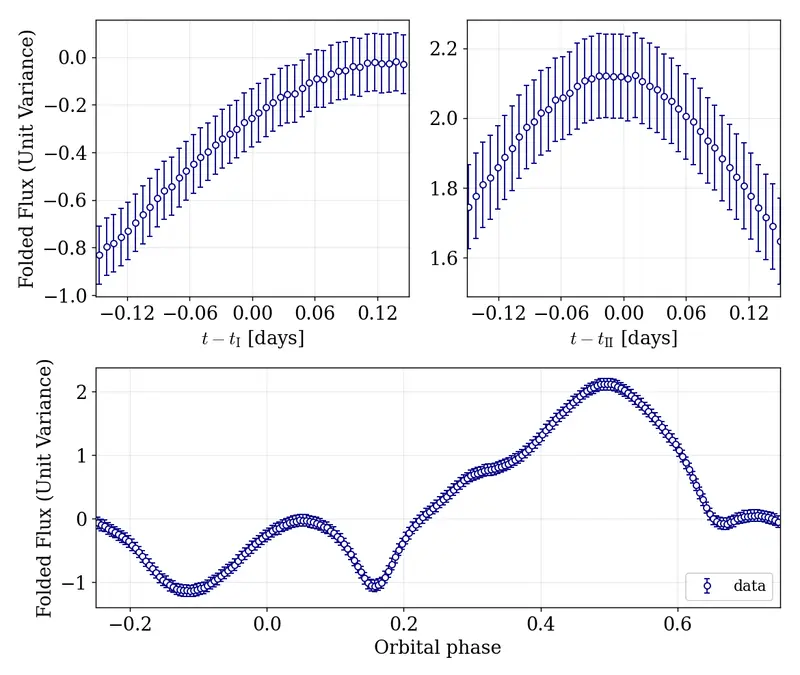 Folded Flux (Unit Variance)
0.0
−0.2
−0.4
−0.6
−0.8
−1.0
−0.12 −0.06 0.00 0.06 0.12
t − tI [days]
2.2
2.0
1.8
1.6
−0.12 −0.06 0.00 0.06 0.12
t − tII [days]
Folded Flux (Unit Variance)
2
1
0
−1
data
−0.2 0.0 0.2 0.4 0.6
Orbital phase